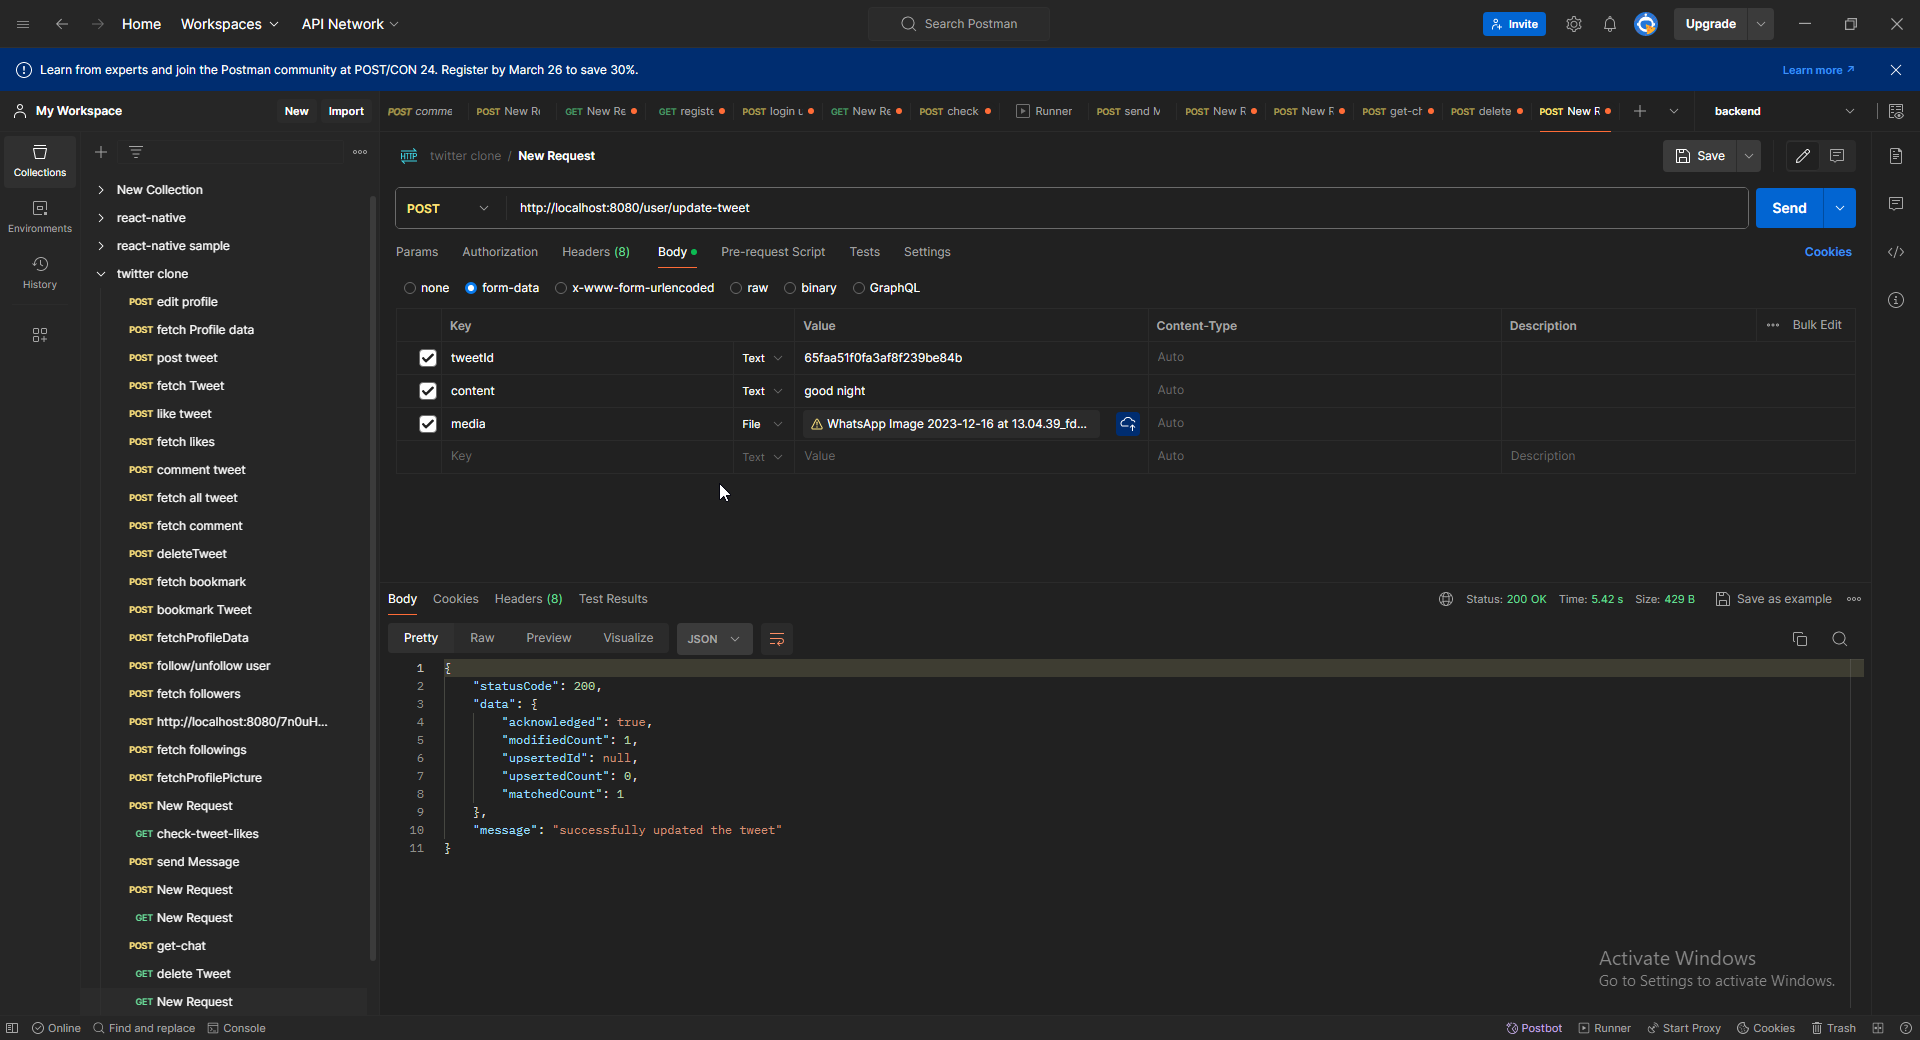 Home Workspaces API Network Search Postman Invite Upgrade
Learn from experts and join the Postman community at POST/CON 24. Register by March 26 to save 30%. Learn more
My Workspace New Import POST comme POST New R GET New Re GET registe POST login GET New Re POST check Runner POST send POST New R POST New R POST get-ch POST delete POST New R backend
Collections
Environments
History
New Collection
react-native
react-native sample
twitter clone
POST edit profile
POST fetch Profile data
POST post tweet
POST fetch Tweet
POST like tweet
POST fetch likes
POST comment tweet
POST fetch all tweet
POST fetch comment
POST deleteTweet
POST fetch bookmark
POST bookmark Tweet
POST fetchProfileData
POST follow/unfollow user
POST fetch followers
POST http://localhost:8080/7n0uH...
POST fetch followings
POST fetchProfilePicture
POST New Request
GET check-tweet-likes
POST send Message
POST New Request
GET New Request
POST get-chat
GET delete Tweet
GET New Request
HTTP twitter clone / New Request Save
POST http://localhost:8080/user/update-tweet Send
Params Authorization Headers (8) Body Pre-request Script Tests Settings Cookies
none form-data x-www-form-urlencoded raw binary GraphQL
Key Value Content-Type Description Bulk Edit
tweetId Text 65faa51f0fa3af8f239be84b Auto
content Text good night Auto
media File WhatsApp Image 2023-12-16 at 13.04.39_fd... Auto
Key Text Value Auto Description
Body Cookies Headers (8) Test Results Status: 200 OK Time: 5.42 s Size: 429 B Save as example
Pretty Raw Preview Visualize JSON
1 {
2 "statusCode": 200,
3 "data": {
4 "acknowledged": true,
5 "modifiedCount": 1,
6 "upsertedId": null,
7 "upsertedCount": 0,
8 "matchedCount": 1
9 },
10 "message": "successfully updated the tweet"
11 }
Activate Windows
Go to Settings to activate Windows.
Online Find and replace Console Postbot Runner Start Proxy Cookies Trash